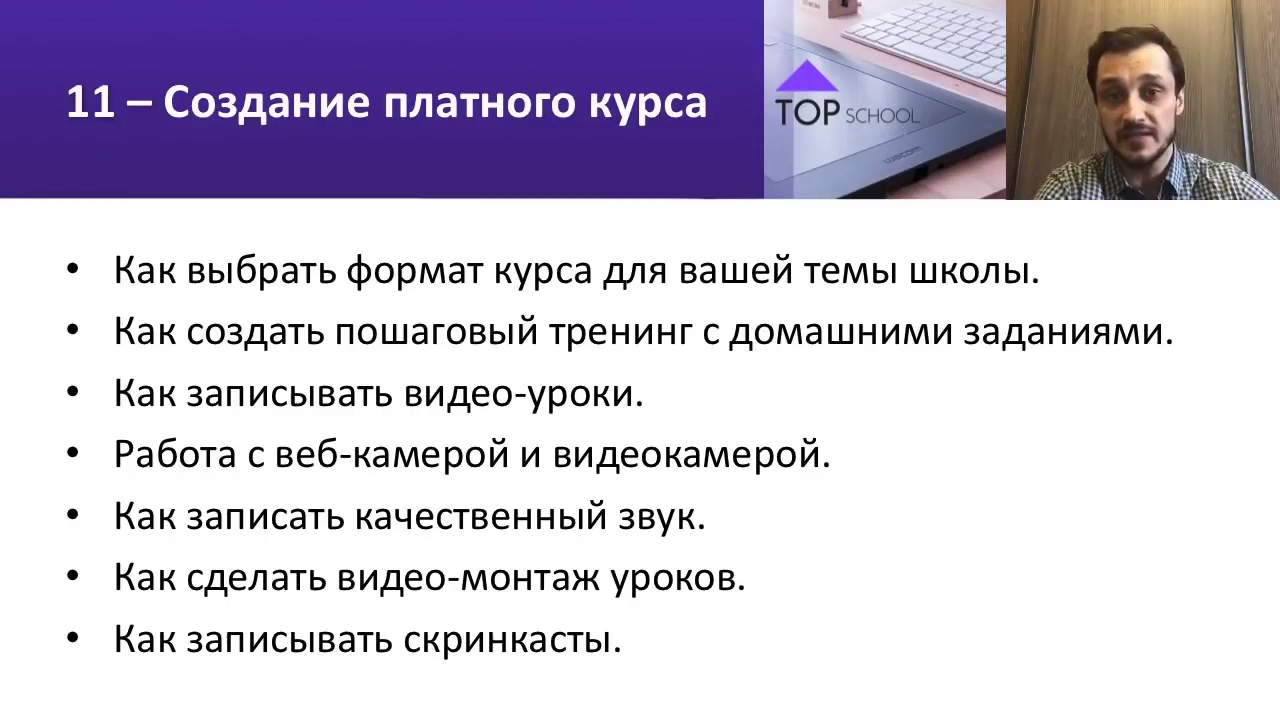 11 – Создание платного курса
TOP SCHOOL
wacom
• Как выбрать формат курса для вашей темы школы.
• Как создать пошаговый тренинг с домашними заданиями.
• Как записывать видео-уроки.
• Работа с веб-камерой и видеокамерой.
• Как записать качественный звук.
• Как сделать видео-монтаж уроков.
• Как записывать скринкасты.